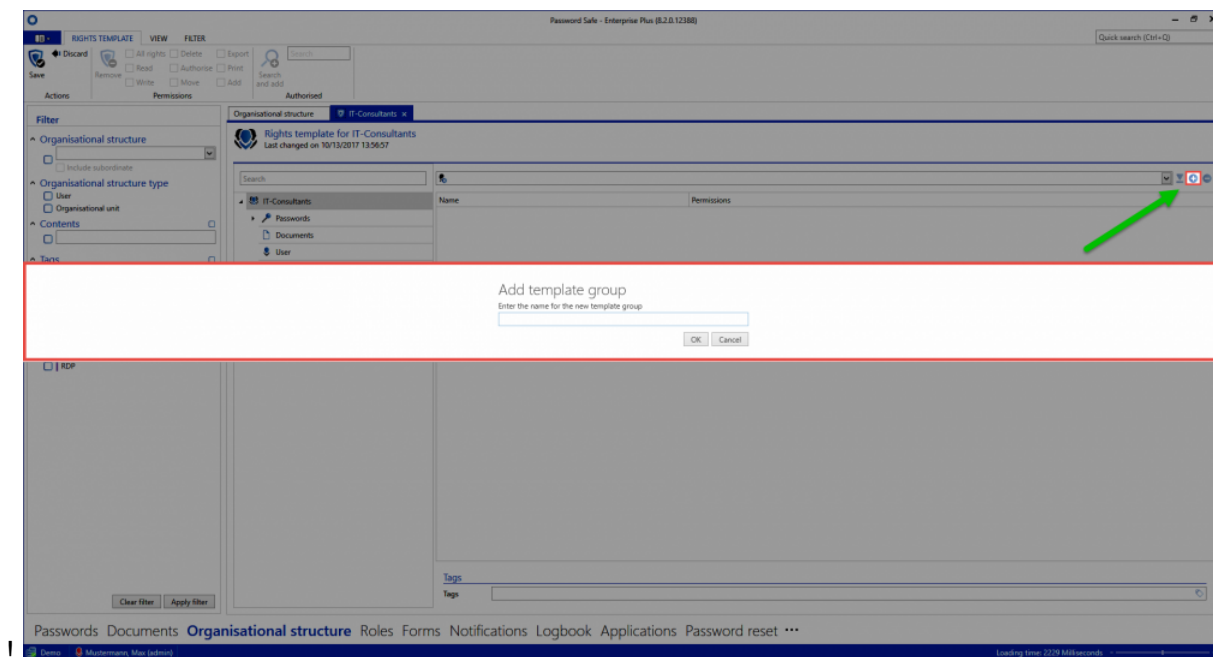 Password Safe - Enterprise Plus (8.2.0.12388)
RIGHTS TEMPLATE VIEW FILTER
Quick search (Ctrl+Q)
Save
Discard
Remove
All rights Delete Export
Read Authorise Print
Write Move Add
Search and add
Search
Actions Permissions Authorised
Filter
Organisational structure
Include subordinate
Organisational structure type
User
Organisational unit
Contents
Tags
RDP
Clear filter Apply filter
Organisational structure IT-Consultants ×
Rights template for IT-Consultants
Last changed on 10/13/2017 13:56:57
Search
IT-Consultants
Passwords
Documents
User
Name Permissions
Add template group
Enter the name for the new template group
OK Cancel
Tags
Tags
Passwords Documents Organisational structure Roles Forms Notifications Logbook Applications Password reset ···
Demo Mustermann, Max (admin)
Loading time: 2229 Milliseconds
!